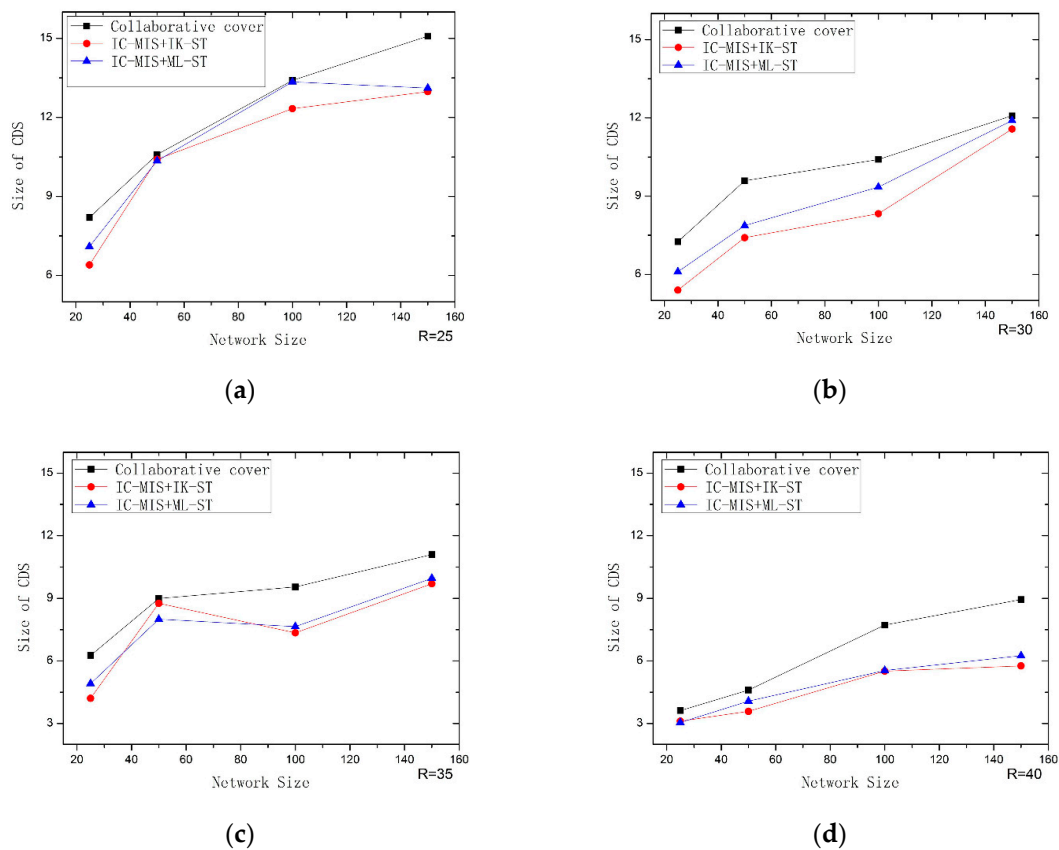 Collaborative cover
IC-MIS+IK-ST
IC-MIS+ML-ST
15
12
9
6
Size of CDS
20 40 60 80 100 120 140 160
Network Size
R=25
(a)
Collaborative cover
IC-MIS+IK-ST
IC-MIS+ML-ST
15
12
9
6
Size of CDS
20 40 60 80 100 120 140 160
Network Size
R=30
(b)
Collaborative cover
IC-MIS+IK-ST
IC-MIS+ML-ST
15
12
9
6
3
Size of CDS
20 40 60 80 100 120 140 160
Network Size
R=35
(c)
Collaborative cover
IC-MIS+IK-ST
IC-MIS+ML-ST
15
12
9
6
3
Size of CDS
20 40 60 80 100 120 140 160
Network Size
R=40
(d)